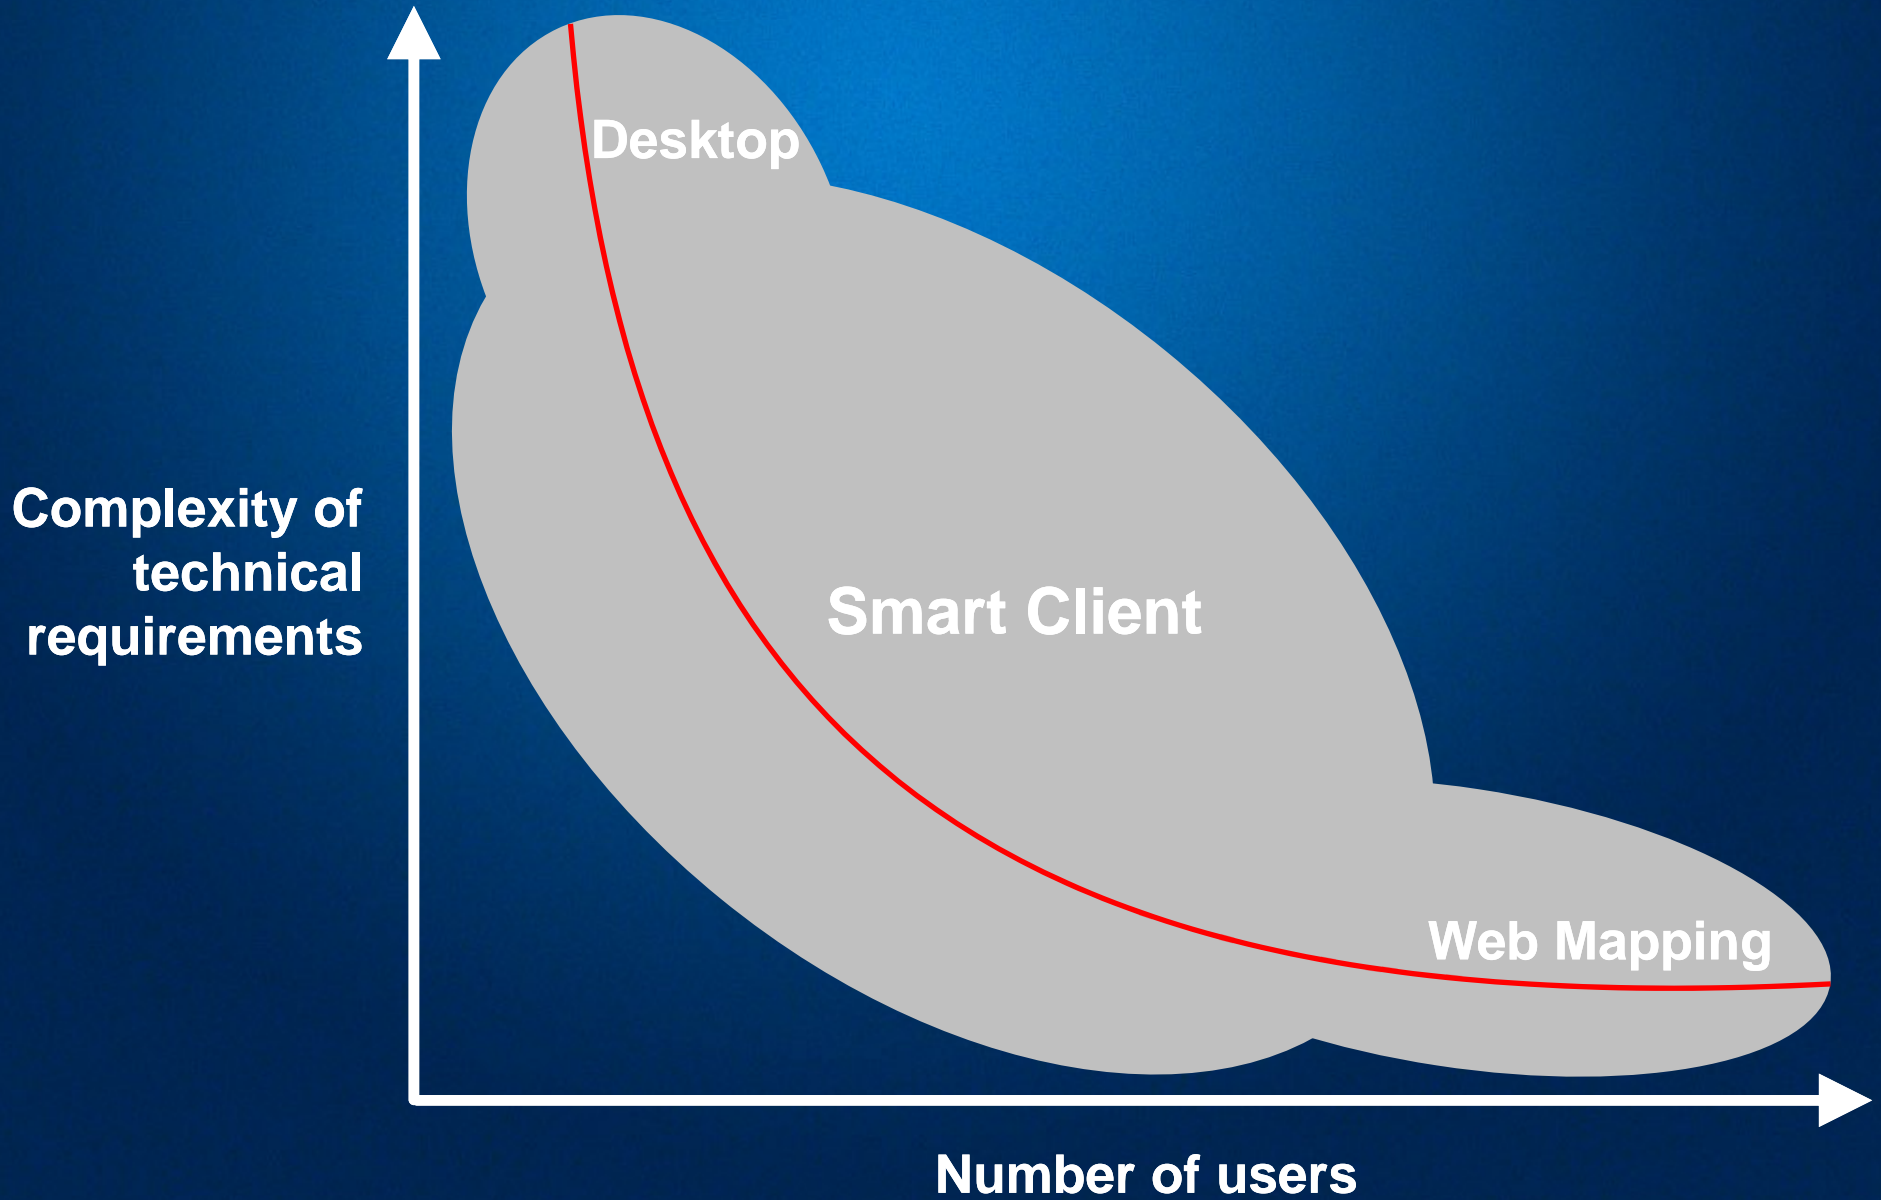 Desktop
Complexity of
technical
requirements
Smart Client
Web Mapping
Number of users